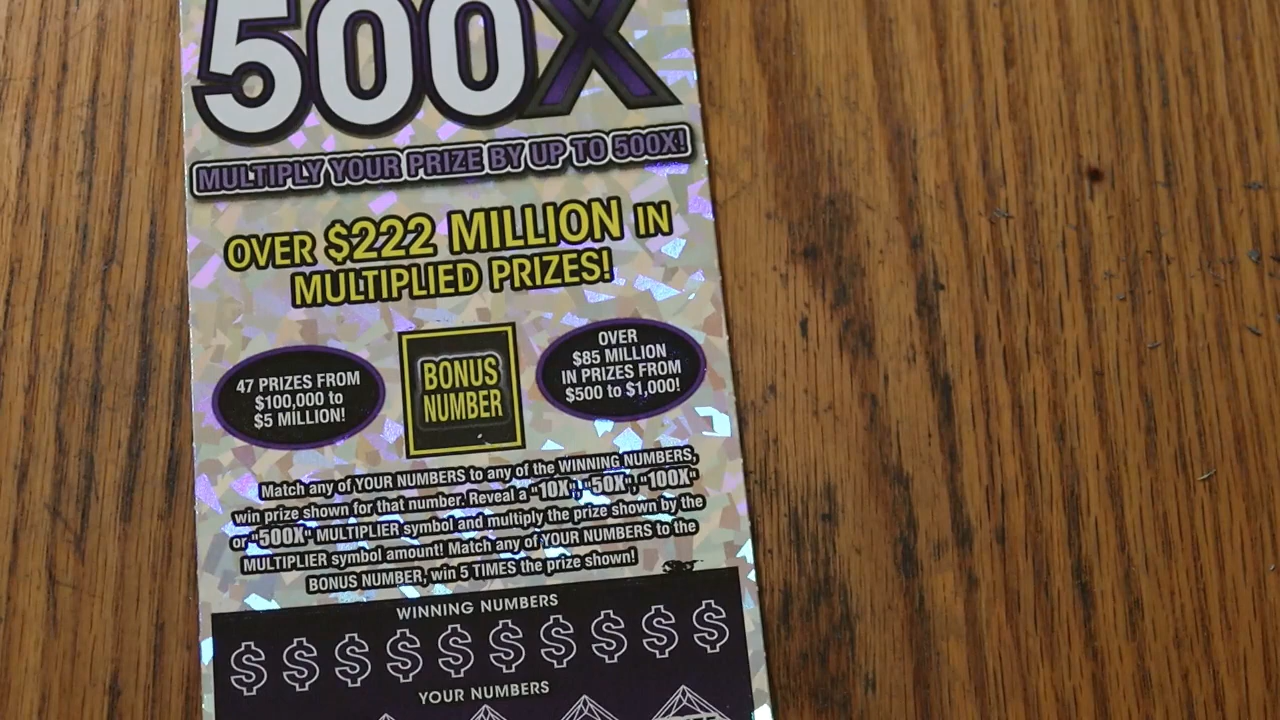 500X
MULTIPLY YOUR PRIZE BY UP TO 500X!
OVER $222 MILLION IN
MULTIPLIED PRIZES!
47 PRIZES FROM
$100,000 to
$5 MILLION!
BONUS
NUMBER
OVER
$85 MILLION
IN PRIZES FROM
$500 to $1,000!
Match any of YOUR NUMBERS to any of the WINNING NUMBERS,
win prize shown for that number. Reveal a "10X", "50X", "100X"
or "500X" MULTIPLIER symbol and multiply the prize shown by the
MULTIPLIER symbol amount! Match any of YOUR NUMBERS to the
BONUS NUMBER, win 5 TIMES the prize shown!
WINNING NUMBERS
$ $ $ $ $ $ $ $ $ $
YOUR NUMBERS